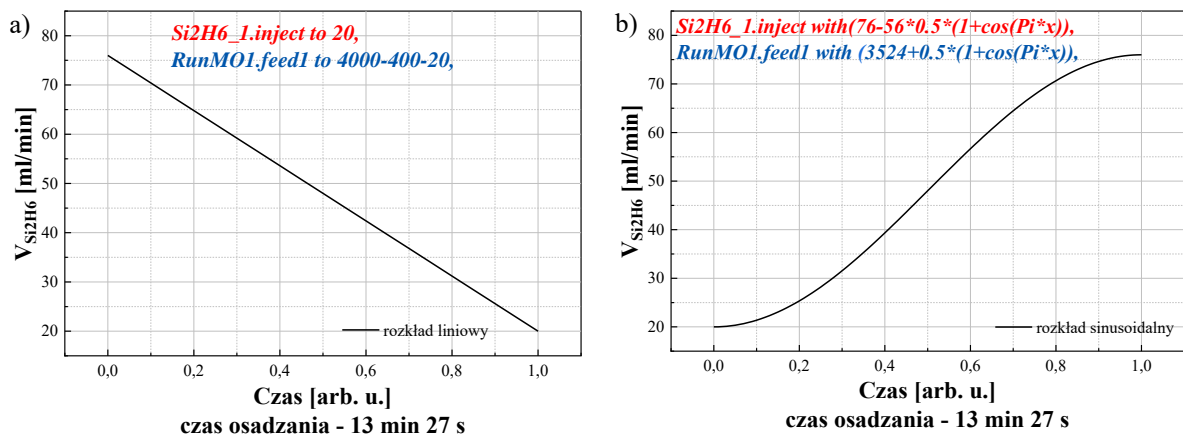 a)
Si2H6_1.inject to 20,
RunMO1.feed1 to 4000-400-20,
V Si2H6 [ml/min]
80
70
60
50
40
30
20
rozkład liniowy
0,0 0,2 0,4 0,6 0,8 1,0
Czas [arb. u.]
czas osadzania - 13 min 27 s
b)
Si2H6_1.inject with(76-56*0.5*(1+cos(Pi*x)),
RunMO1.feed1 with (3524+0.5*(1+cos(Pi*x)),
V Si2H6 [ml/min]
80
70
60
50
40
30
20
rozkład sinusoidalny
0,0 0,2 0,4 0,6 0,8 1,0
Czas [arb. u.]
czas osadzania - 13 min 27 s